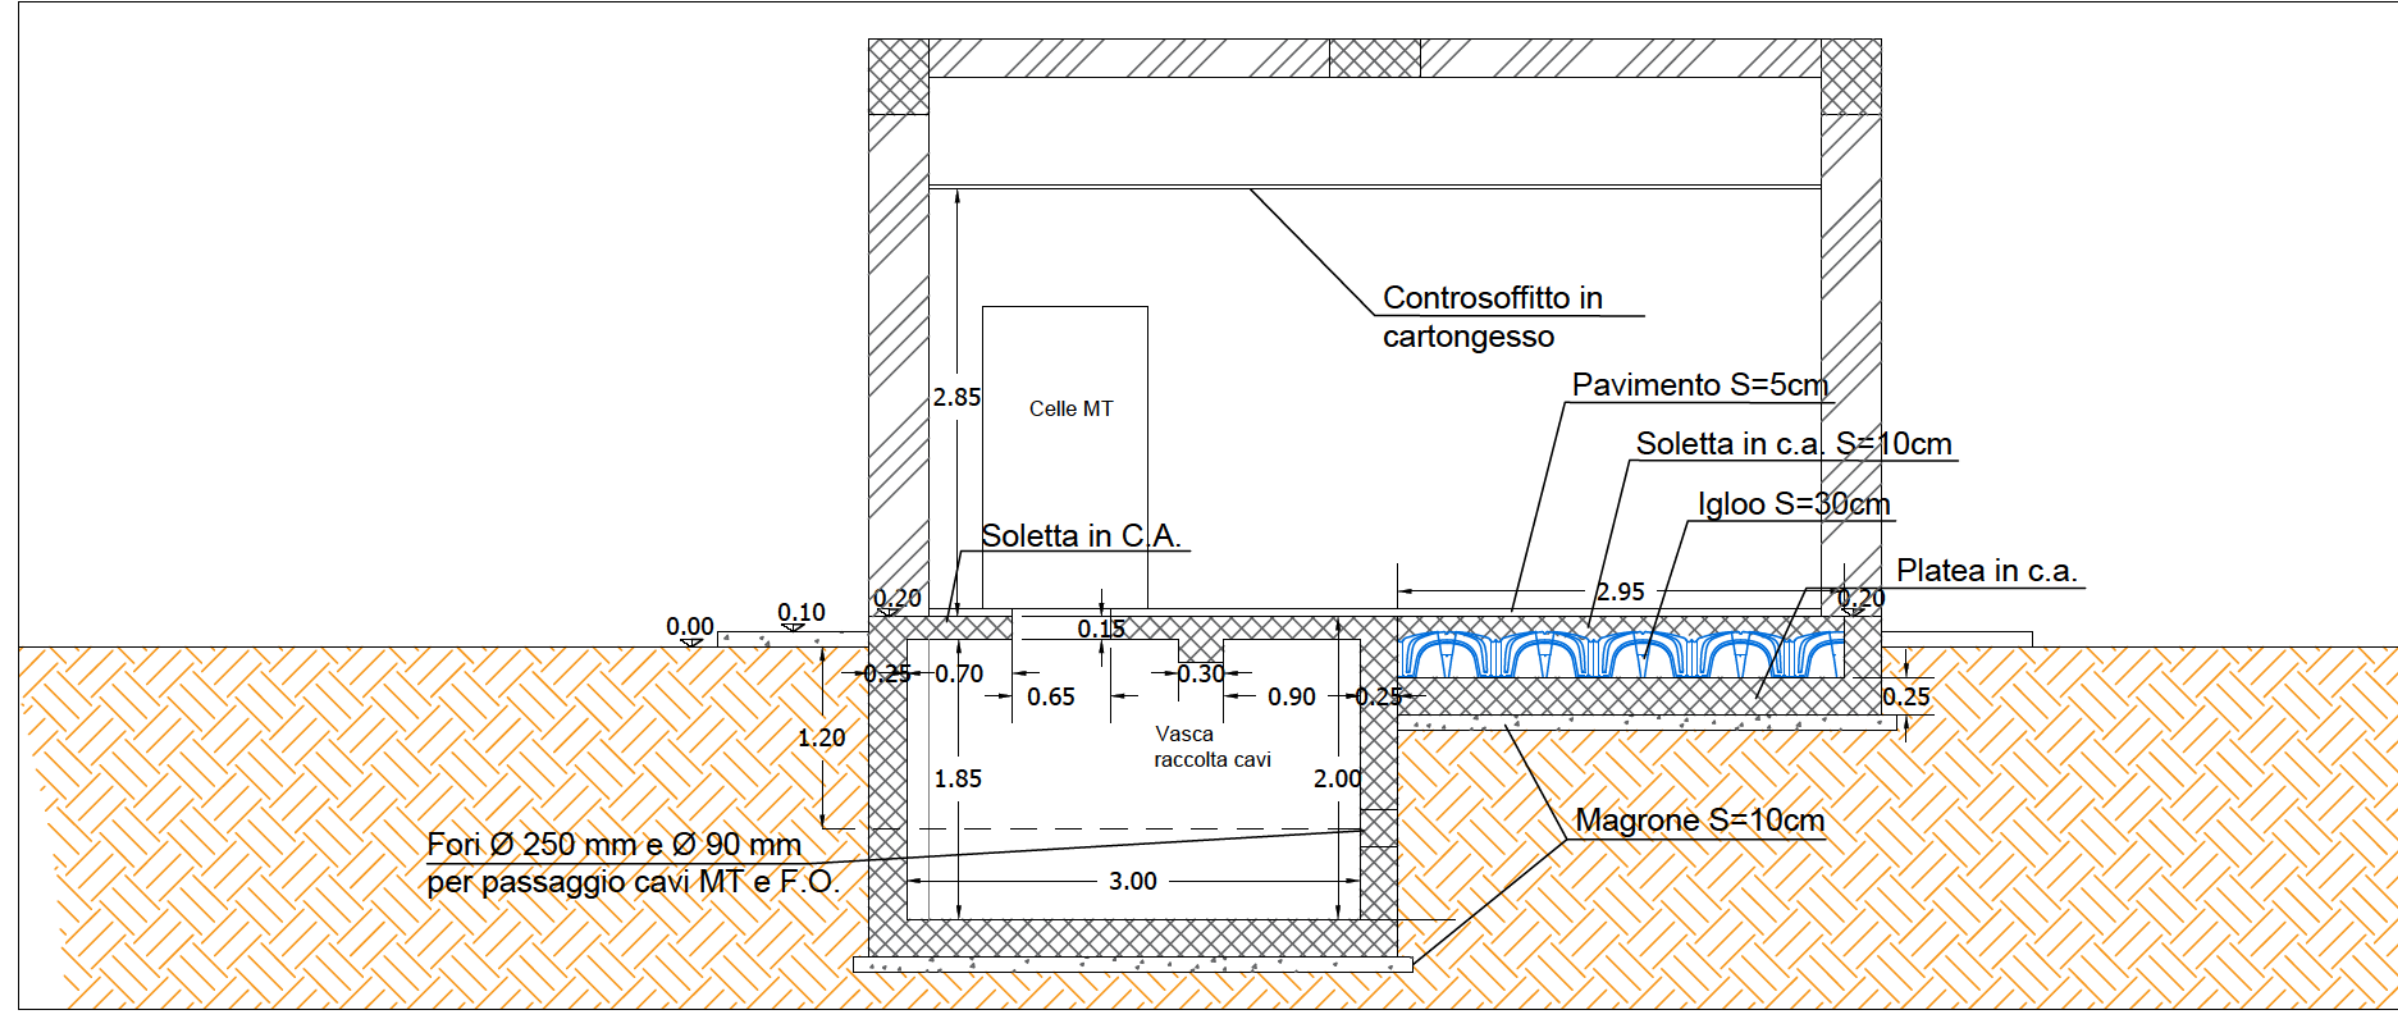 Controsoffitto in
cartongesso
Pavimento S=5cm
2.85
Celle MT
Soletta in c.a. S=10cm
Igloo S=30cm
Soletta in C.A.
Platea in c.a.
2.95
0.20
0.20
0.10
0.00
0.15
0.25
0.70
0.30
0.65
0.90
0.25
0.25
1.20
Vasca
raccolta cavi
1.85
2.00
Magrone S=10cm
Fori Ø 250 mm e Ø 90 mm
per passaggio cavi MT e F.O.
3.00